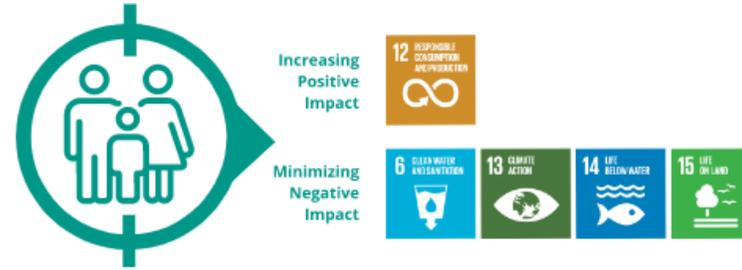 Increasing
Positive
Impact
12 RESPONSIBLE
CONSUMPTION
AND PRODUCTION
Minimizing
Negative
Impact
6 CLEAN WATER
AND SANITATION
13 CLIMATE
ACTION
14 LIFE
BELOW WATER
15 LIFE
ON LAND